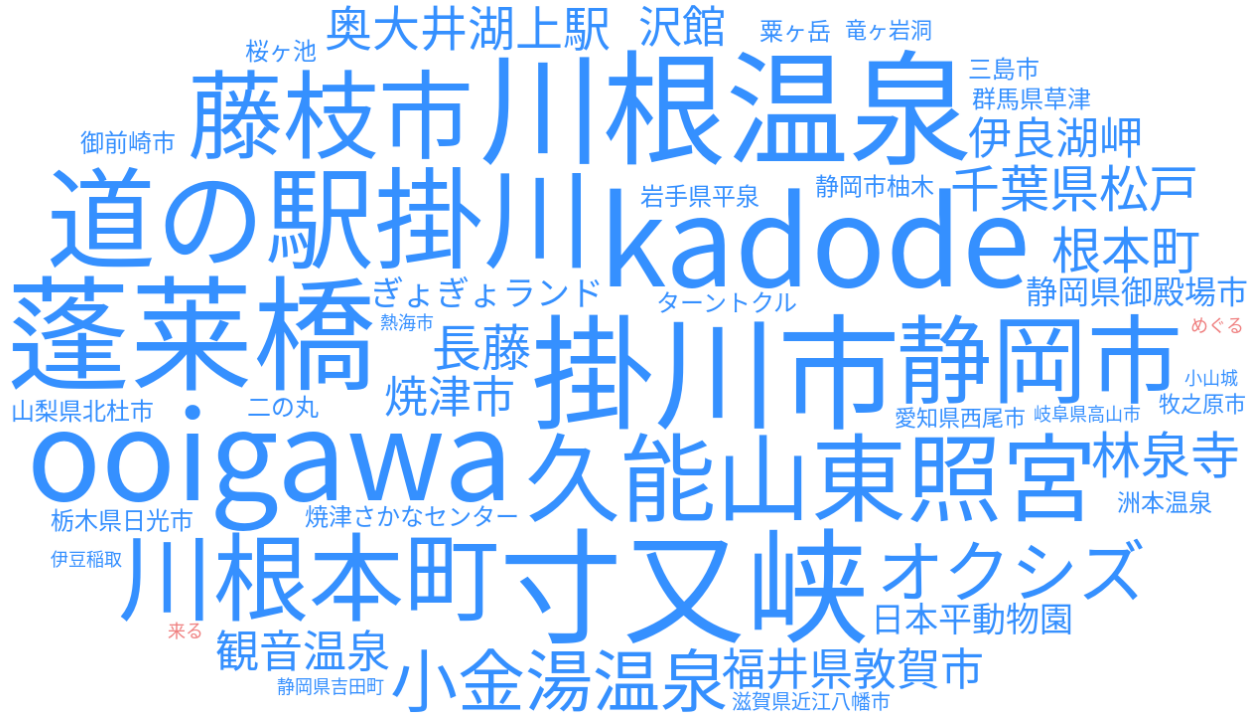 奥大井湖上駅
沢館
粟ヶ岳
竜ヶ岩洞
桜ヶ池
三島市
藤枝市
川根温泉
群馬県草津
御前崎市
伊良湖岬
道の駅掛川
岩手県平泉
静岡市柚木
千葉県松戸
kadode
根本町
蓬莱橋
ぎょぎょランド
ターントクル
静岡県御殿場市
熱海市
長藤
掛川市
静岡市
めぐる
焼津市
小山城
山梨県北杜市
二の丸
愛知県西尾市
岐阜県高山市
牧之原市
ooigawa
久能山東照宮
林泉寺
栃木県日光市
焼津さかなセンター
洲本温泉
伊豆稲取
川根本町
寸又峡
オクシズ
来る
日本平動物園
観音温泉
静岡県吉田町
小金湯温泉
福井県敦賀市
滋賀県近江八幡市